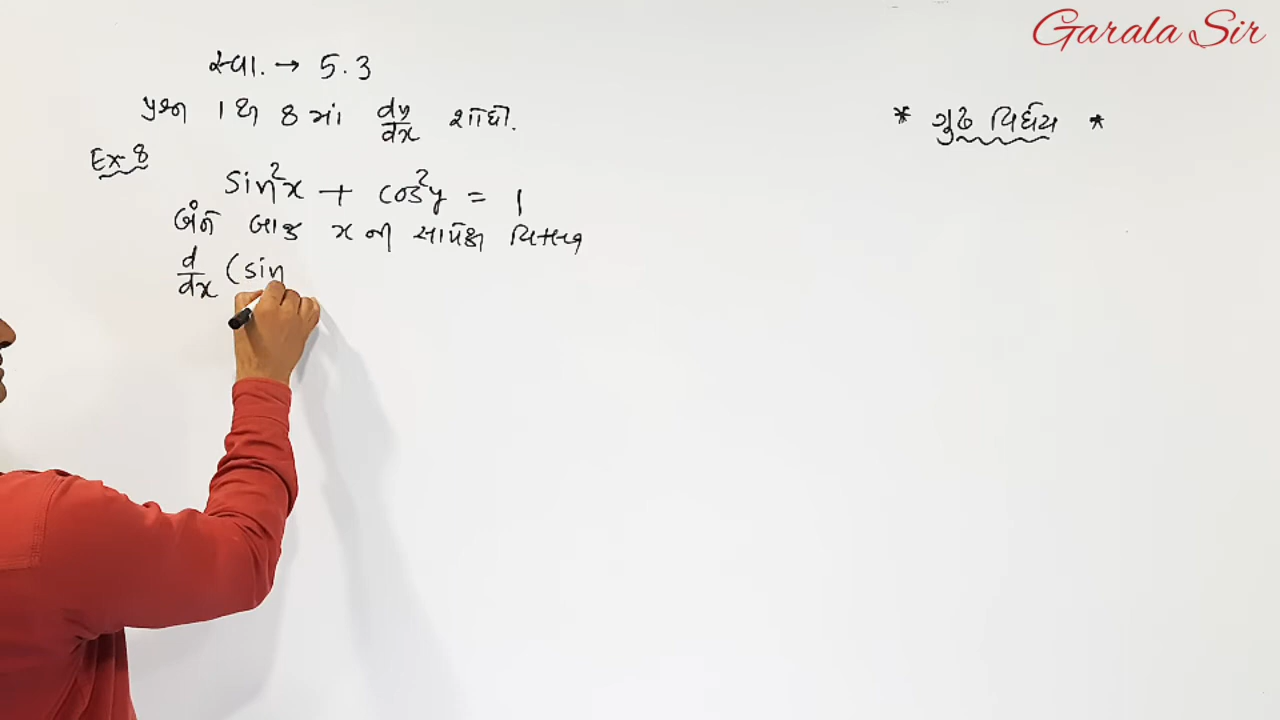 Garala Sir
સ્વા. → 5.3
પ્રશ્ન 1 થી 8 માં dy/dx શોધો.
* ગુઢ વિધેય *
Ex-8
sin²x + cos²y = 1
બંને બાજુ x ની સાપેક્ષ વિકલન
d/dx (sin